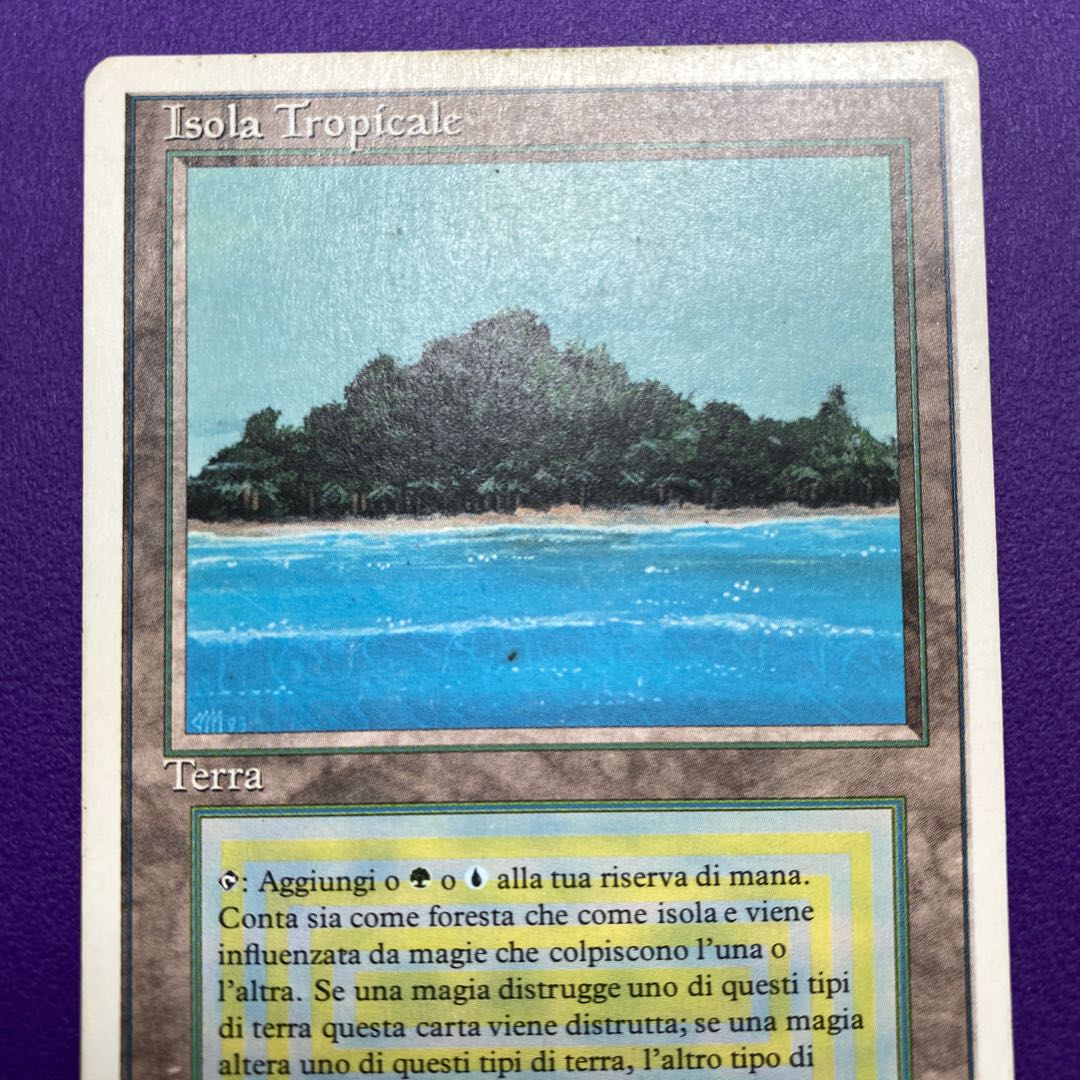 Isola Tropicale
Terra
: Aggiungi o o alla tua riserva di mana.
Conta sia come foresta che come isola e viene
influenzata da magie che colpiscono l'una o
l'altra. Se una magia distrugge uno di questi tipi
di terra questa carta viene distrutta; se una magia
altera uno di questi tipi di terra, l'altro tipo di